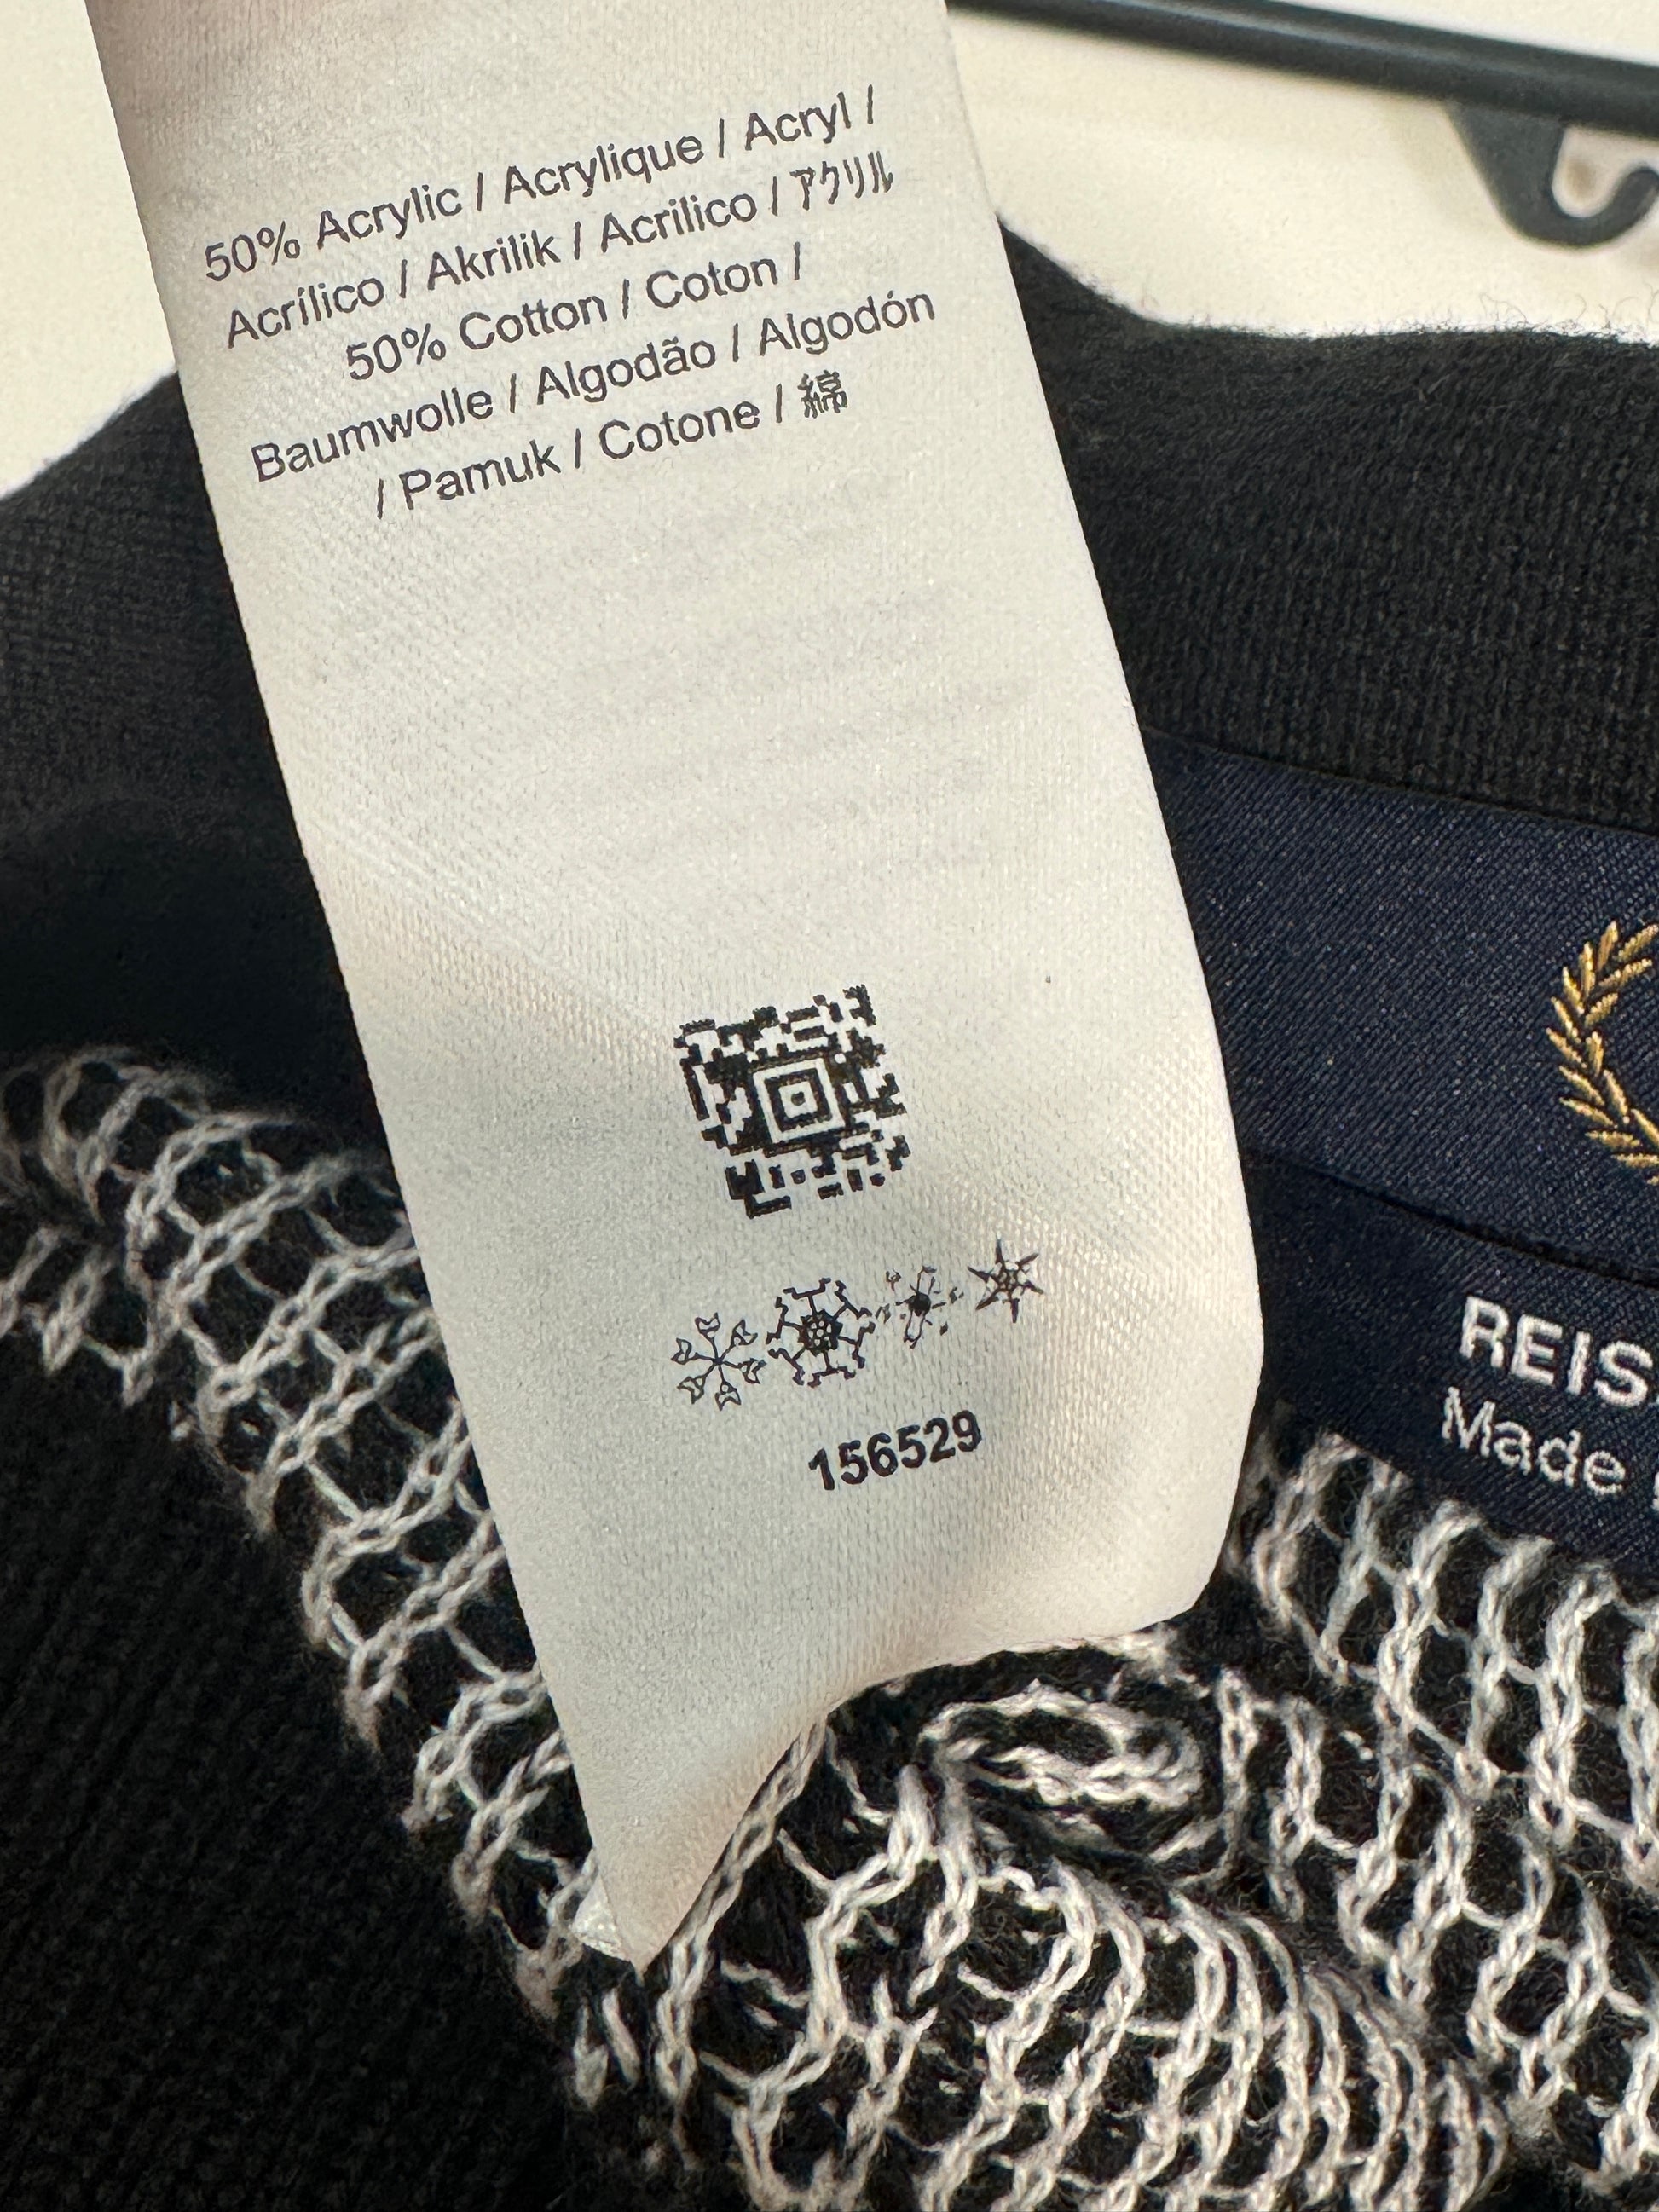 50% Acrylic / Acrylique / Acryl /
Acrílico / Akrilik / Acrilico / アクリル
50% Cotton / Coton /
Baumwolle / Algodão / Algodón
/ Pamuk / Cotone / 綿
156529
REIS
Made